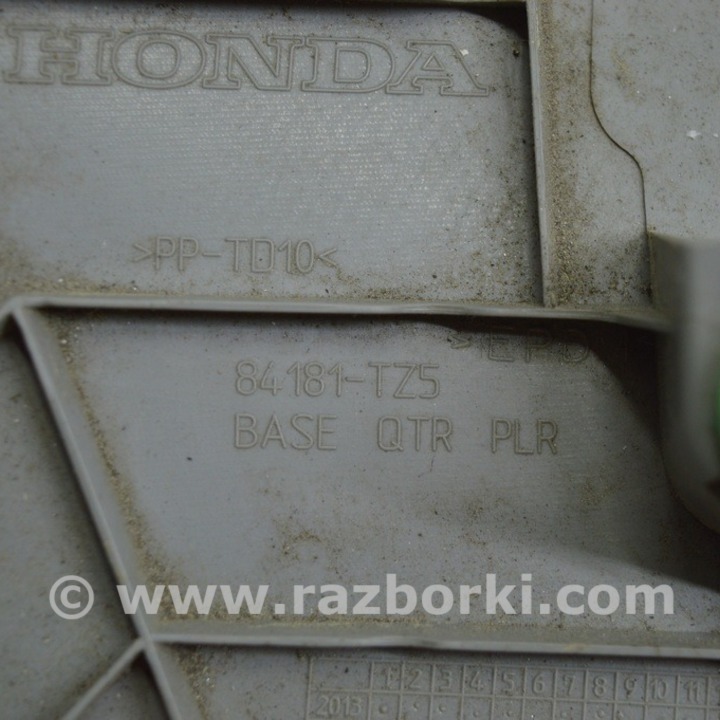 HONDA
>PP-TD10<
>EPD
84181-TZ5
BASE QTR PLR
© www.razborki.com
1 2 3 4 5 6 7 8 9 10 11
2013